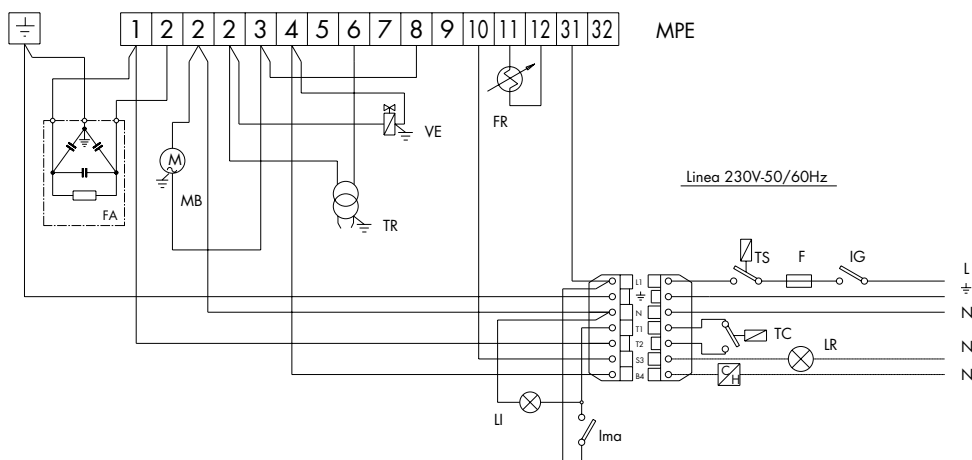 1 2 2 2 3 4 5 6 7 8 9 10 11 12 31 32 MPE
FR
VE
M
MB
FA
TR
Linea 230V-50/60Hz
TS F IG
L
L1
N N
T1
TC
T2 LR N
S3
C/H
B4 N
LI
Ima